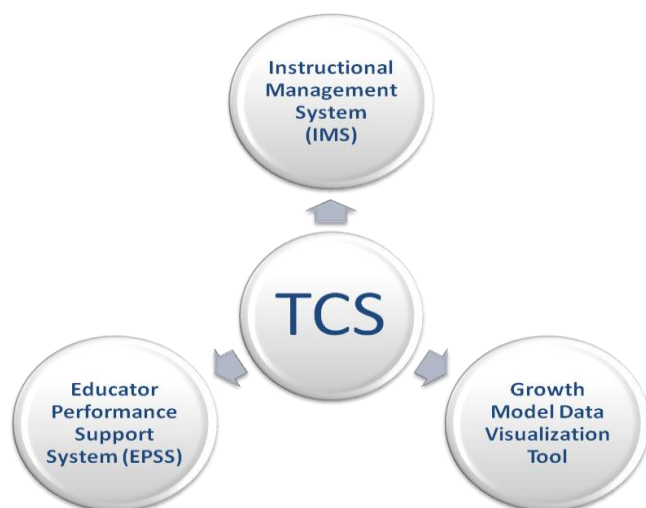 Instructional
Management
System
(IMS)
TCS
Educator
Performance
Support
System (EPSS)
Growth
Model Data
Visualization
Tool